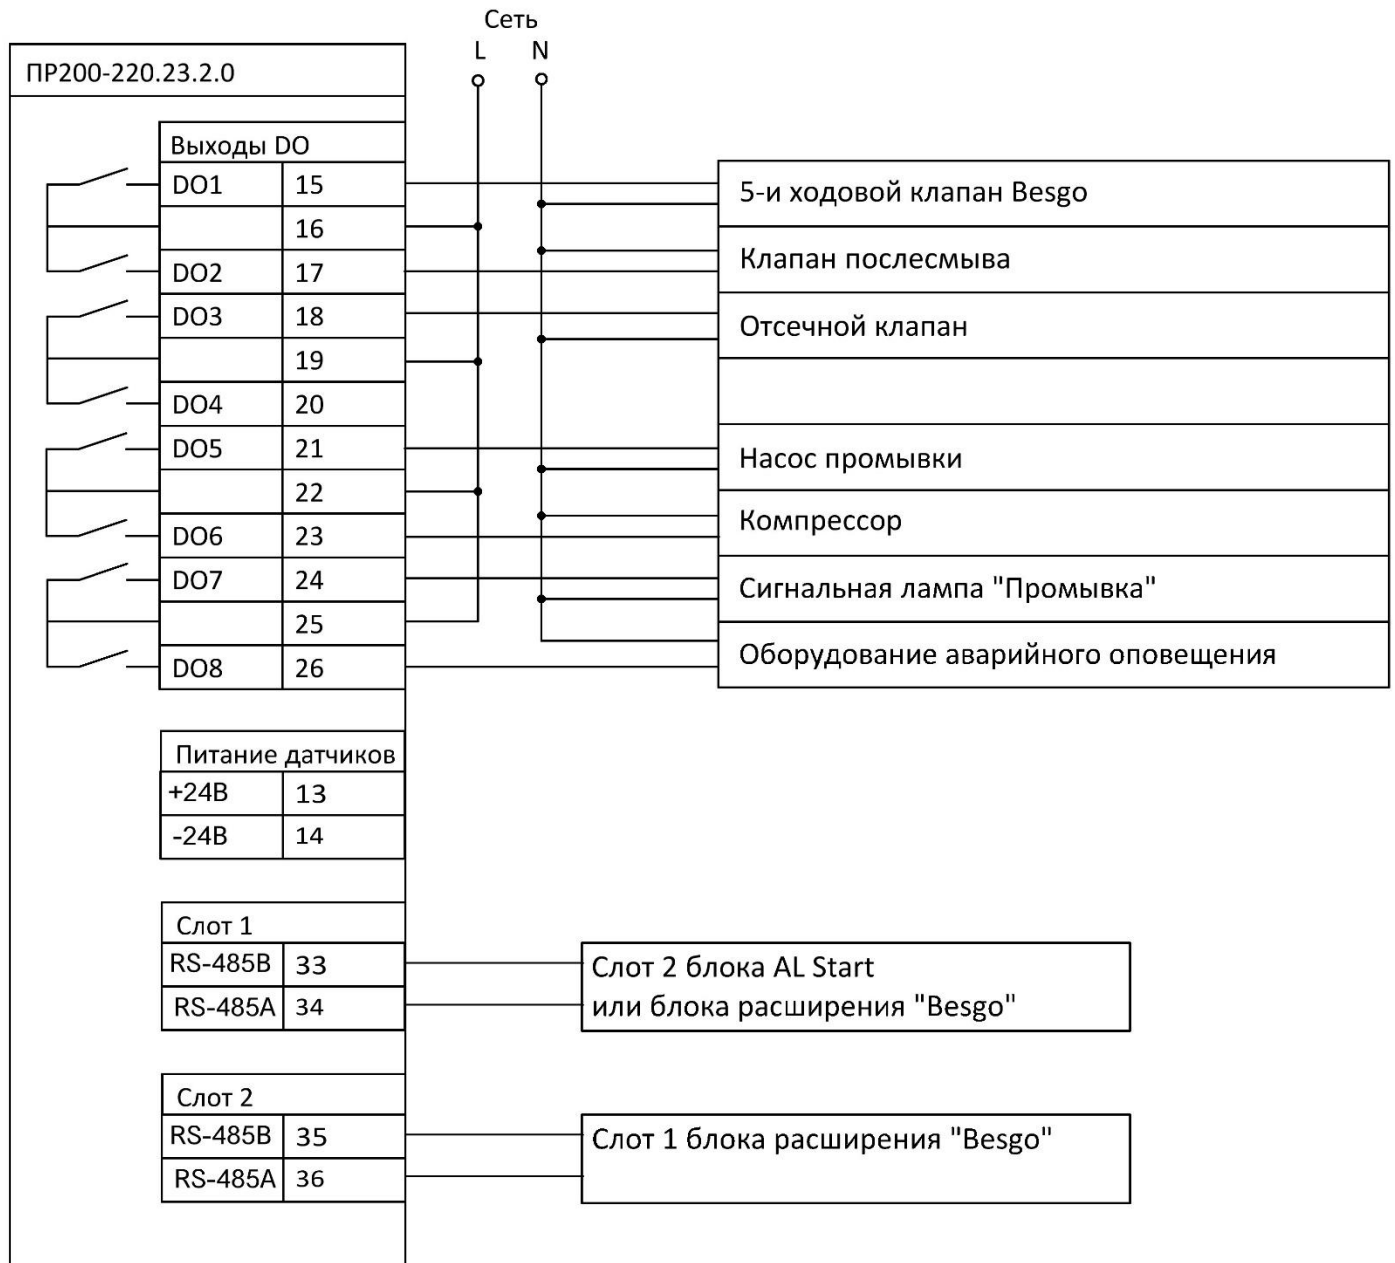 Сеть
L N
ПР200-220.23.2.0
Выходы DO
DO1 15
5-и ходовой клапан Besgo
16
Клапан послесмыва
DO2 17
DO3 18
Отсечной клапан
19
DO4 20
DO5 21
Насос промывки
22
Компрессор
DO6 23
DO7 24
Сигнальная лампа "Промывка"
25
Оборудование аварийного оповещения
DO8 26
Питание датчиков
+24В 13
-24В 14
Слот 1
RS-485B 33
RS-485A 34
Слот 2 блока AL Start
или блока расширения "Besgo"
Слот 2
RS-485B 35
RS-485A 36
Слот 1 блока расширения "Besgo"